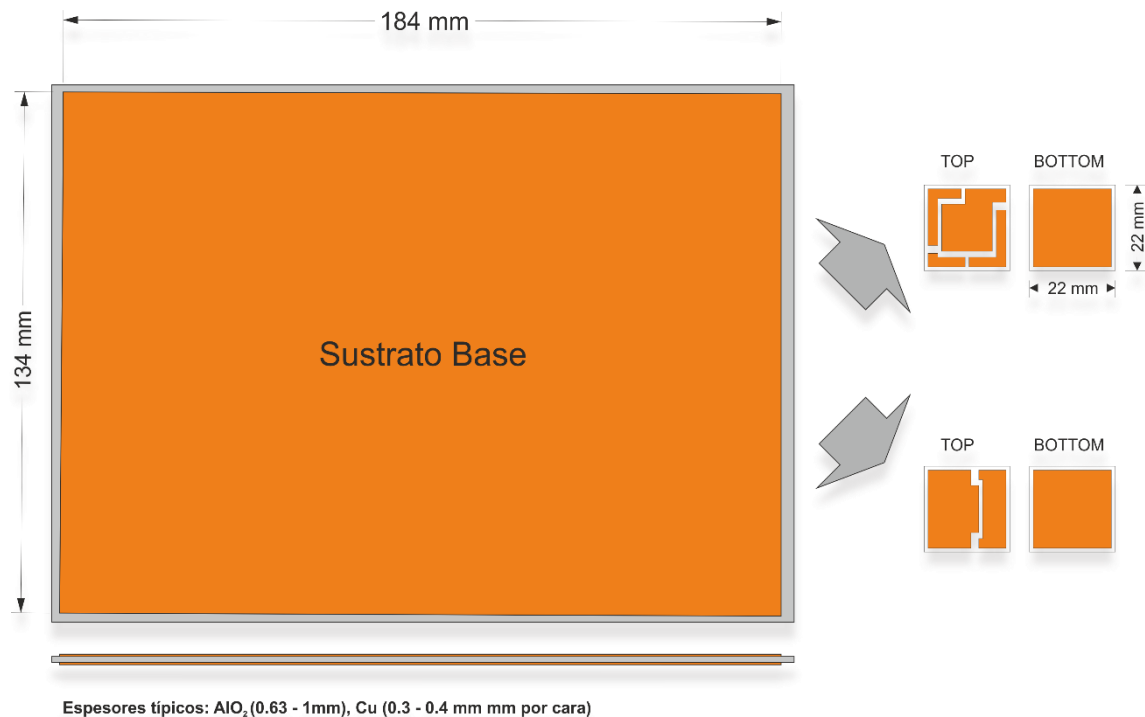 184 mm
134 mm
Sustrato Base
TOP BOTTOM
22 mm
22 mm
TOP BOTTOM
Espesores típicos: AlO₂ (0.63 - 1mm), Cu (0.3 - 0.4 mm mm por cara)